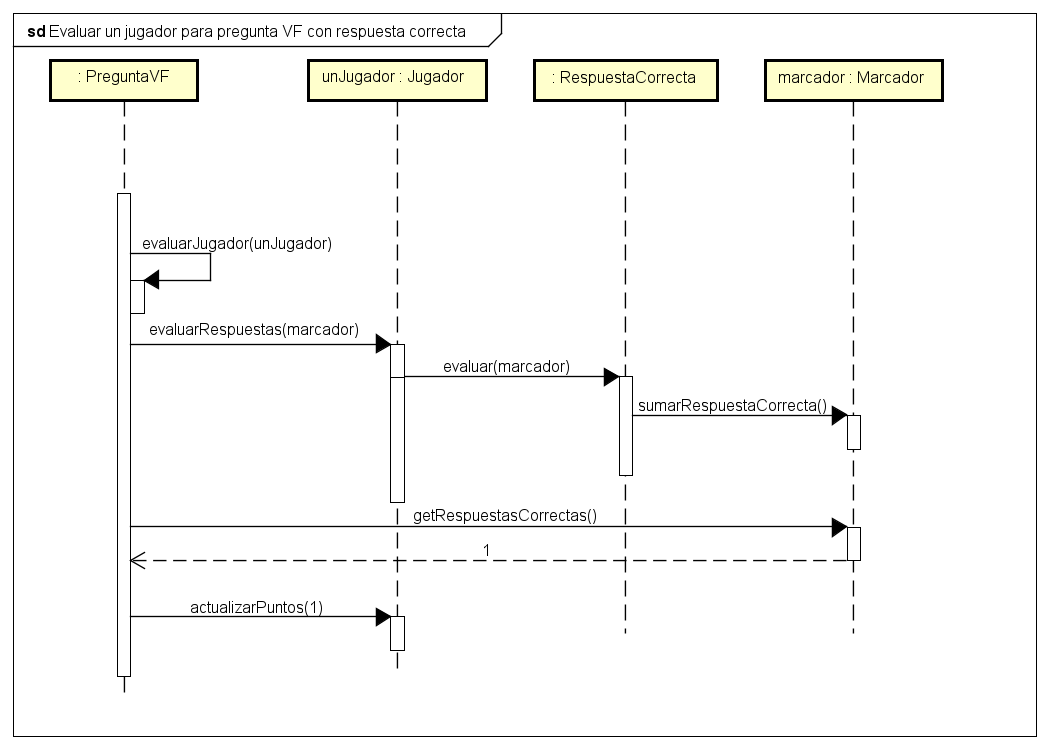 sd Evaluar un jugador para pregunta VF con respuesta correcta
: PreguntaVF
unJugador : Jugador
: RespuestaCorrecta
marcador : Marcador
evaluarJugador(unJugador)
evaluarRespuestas(marcador)
evaluar(marcador)
sumarRespuestaCorrecta()
getRespuestasCorrectas()
1
actualizarPuntos(1)